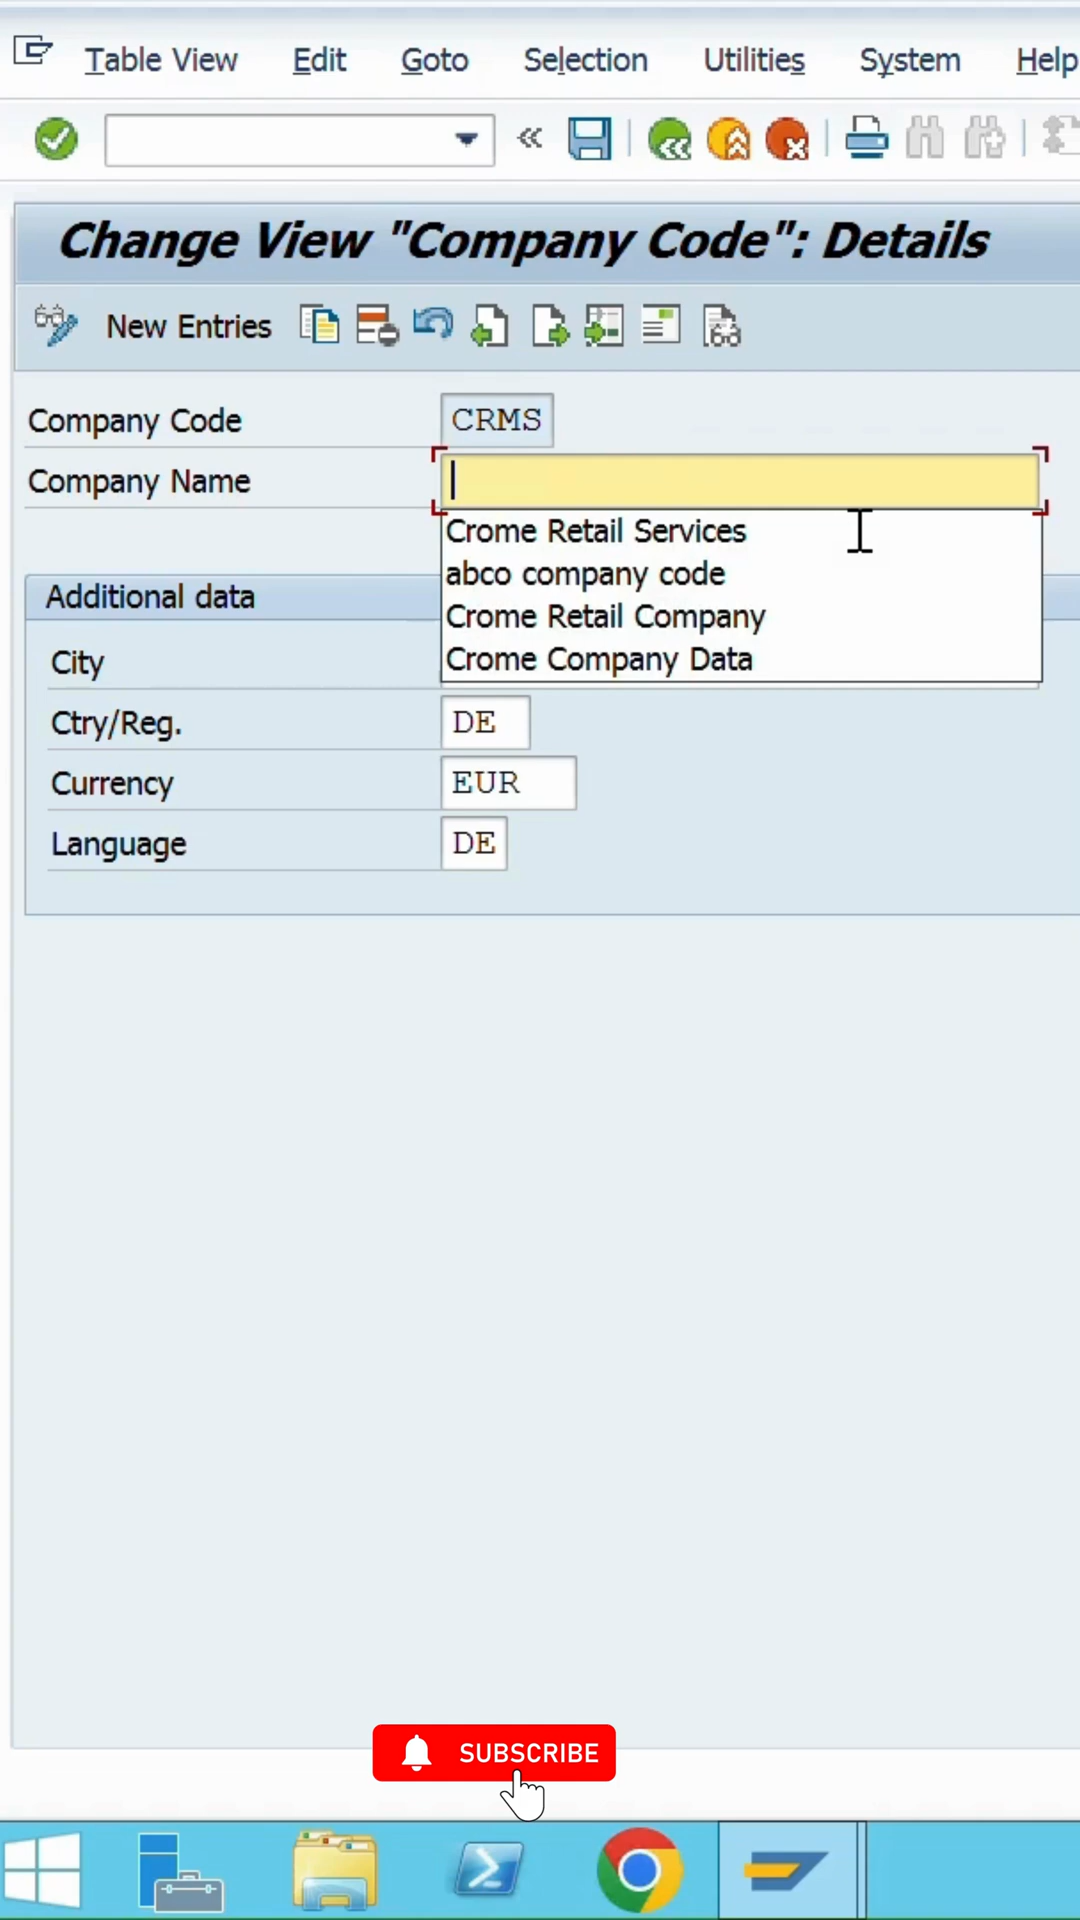 Table View Edit Goto Selection Utilities System Help
Change View "Company Code": Details
New Entries
Company Code CRMS
Company Name
Crome Retail Services
abco company code
Crome Retail Company
Crome Company Data
Additional data
City
Ctry/Reg. DE
Currency EUR
Language DE
SUBSCRIBE